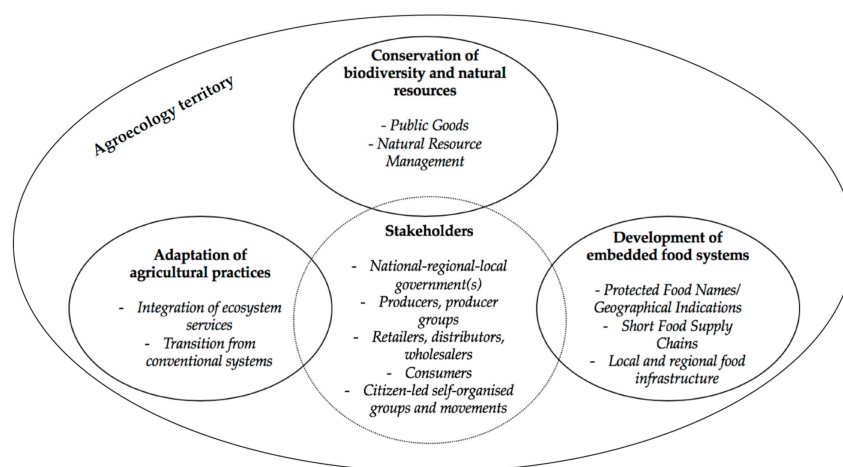 Agroecology territory
Conservation of
biodiversity and natural
resources
- Public Goods
- Natural Resource
Management
Adaptation of
agricultural practices
- Integration of ecosystem
services
- Transition from
conventional systems
Stakeholders
- National-regional-local
government(s)
- Producers, producer
groups
- Retailers, distributors,
wholesalers
- Consumers
- Citizen-led self-organised
groups and movements
Development of
embedded food systems
- Protected Food Names/
Geographical Indications
- Short Food Supply
Chains
- Local and regional food
infrastructure